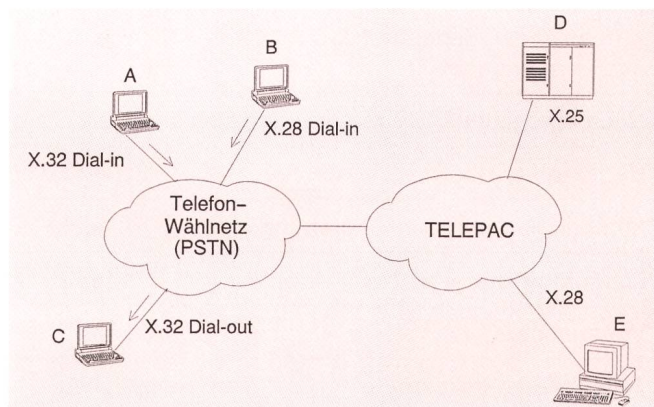 D
B
A
X.28 Dial-in
X.25
X.32 Dial-in
Telefon-
Wählnetz
(PSTN)
TELEPAC
X.28
E
C
X.32 Dial-out